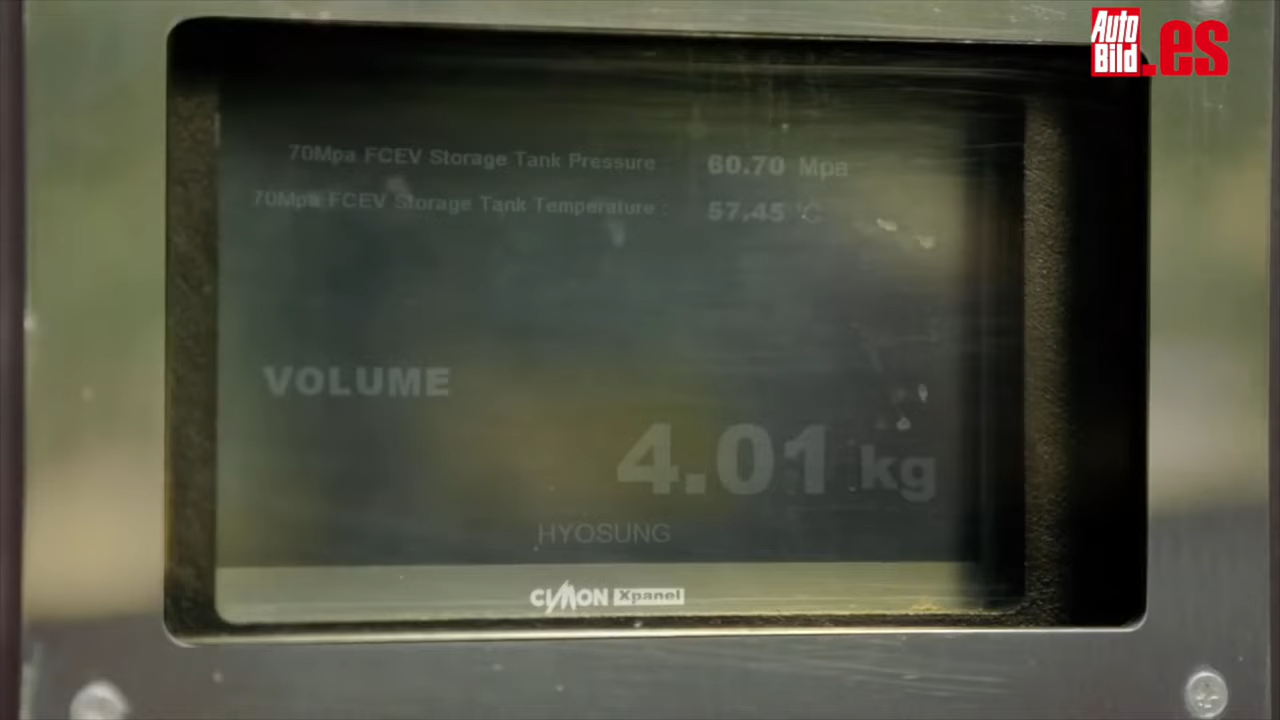 Auto
Bild.es
70Mpa FCEV Storage Tank Pressure 60.70 Mpa
70Mpa FCEV Storage Tank Temperature : 57.45 °C
VOLUME
4.01 kg
HYOSUNG
CIMON Xpanel